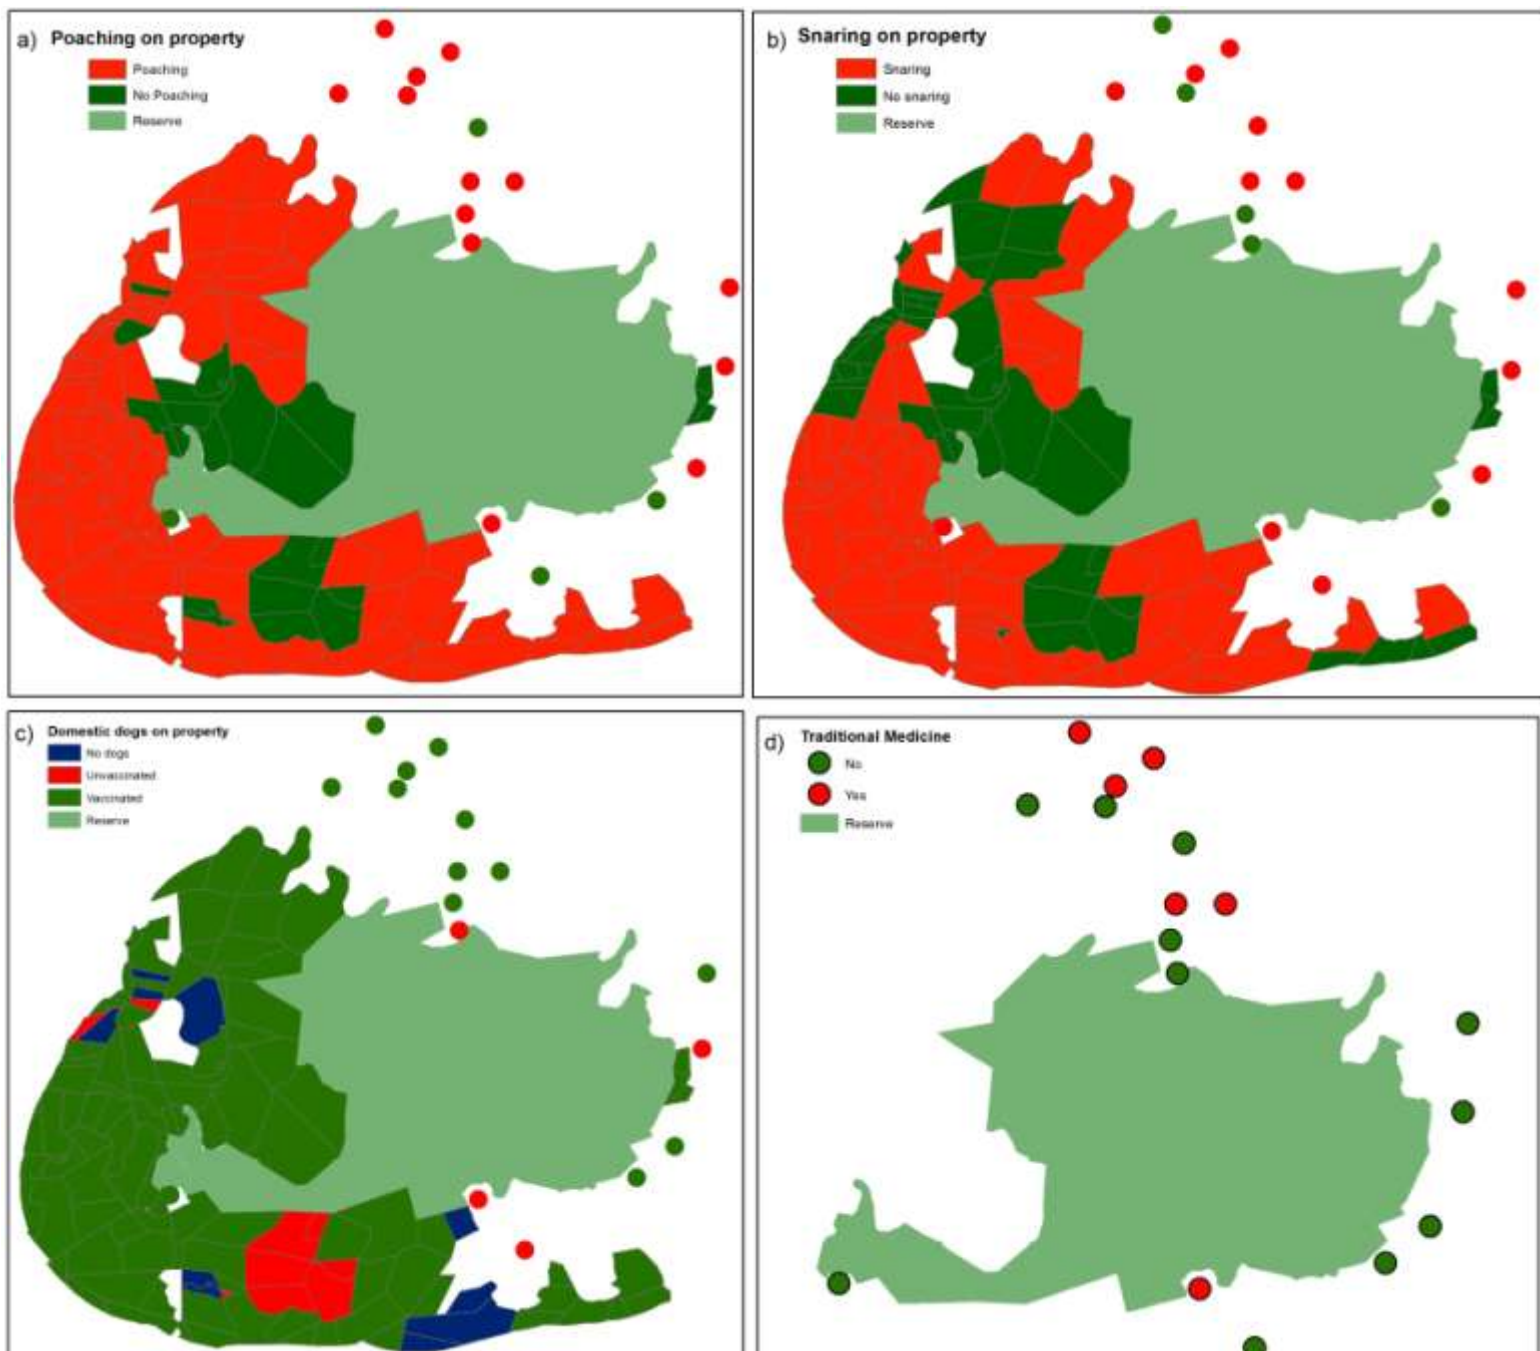 a) Poaching on property
Poaching
No Poaching
Reserve
b) Snaring on property
Snaring
No snaring
Reserve
c) Domestic dogs on property
No dogs
Unvaccinated
Vaccinated
Reserve
d) Traditional Medicine
No
Yes
Reserve